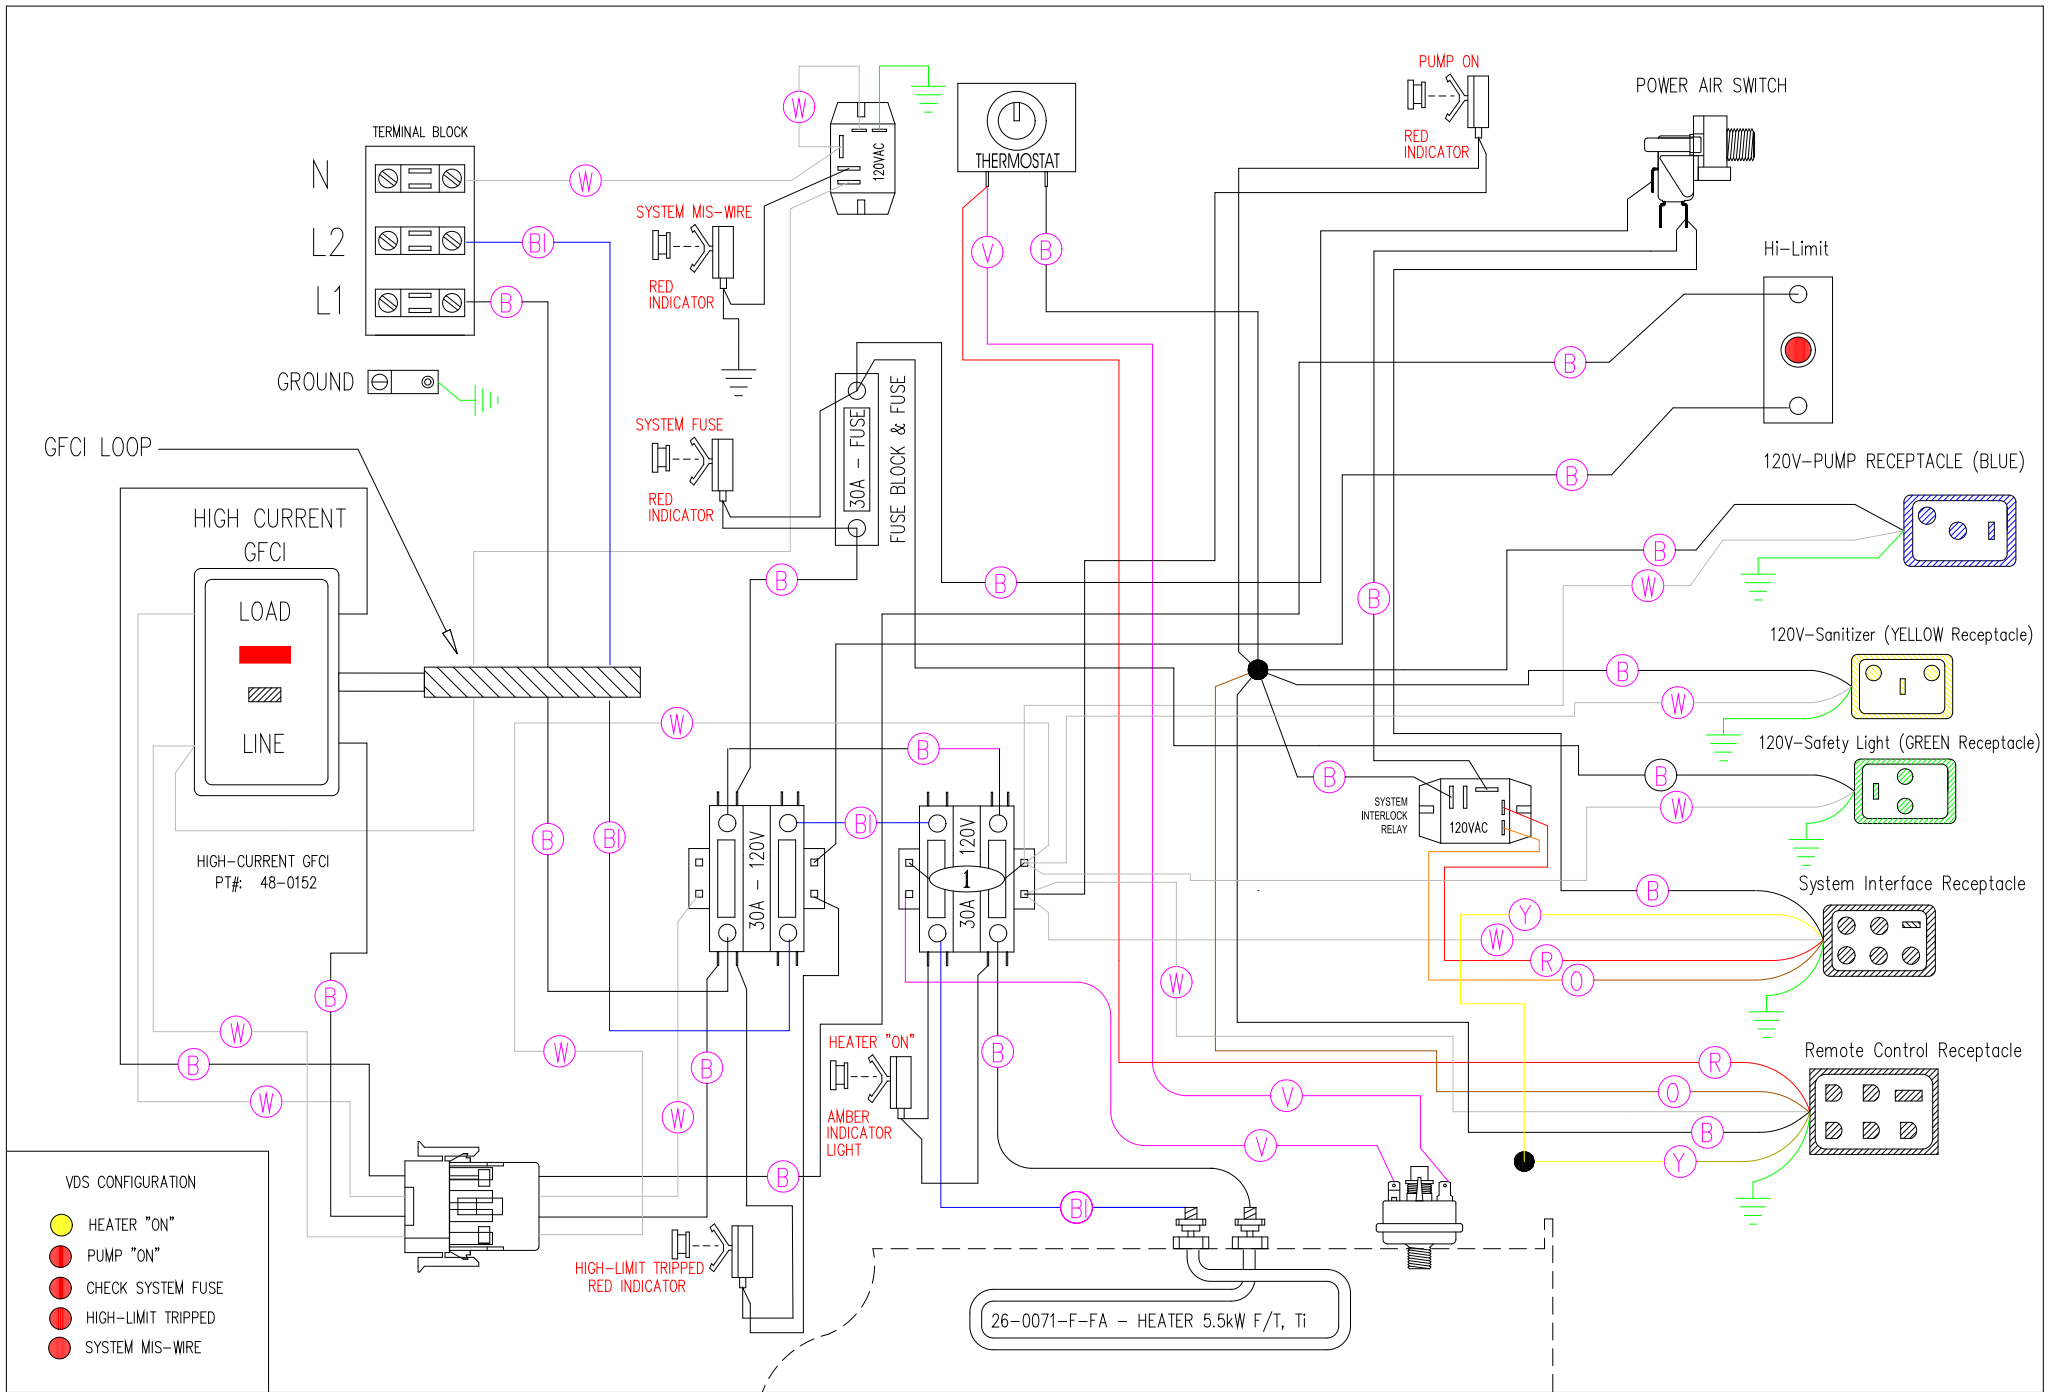 PUMP ON
POWER AIR SWITCH
W
TERMINAL BLOCK
RED
INDICATOR
120VAC
THERMOSTAT
N
W
SYSTEM MIS-WIRE
L2
BI
V
B
Hi-Limit
RED
INDICATOR
L1
B
B
GROUND
FUSE BLOCK & FUSE
30A - FUSE
SYSTEM FUSE
GFCI LOOP
120V-PUMP RECEPTACLE (BLUE)
B
RED
INDICATOR
HIGH CURRENT
GFCI
B
B
B
W
B
LOAD
120V-Sanitizer (YELLOW Receptacle)
B
W
W
LINE
120V-Safety Light (GREEN Receptacle)
B
B
B
W
SYSTEM
INTERLOCK
RELAY
120VAC
B
BI
BI
30A - 120V
30A - 120V
1
HIGH-CURRENT GFCI
PT#: 48-0152
System Interface Receptacle
B
Y
W
R
O
W
B
W
HEATER "ON"
B
W
B
B
Remote Control Receptacle
R
O
V
W
W
AMBER
INDICATOR
LIGHT
B
V
Y
B
BI
VDS CONFIGURATION
HEATER "ON"
PUMP "ON"
CHECK SYSTEM FUSE
HIGH-LIMIT TRIPPED
SYSTEM MIS-WIRE
HIGH-LIMIT TRIPPED
RED INDICATOR
26-0071-F-FA - HEATER 5.5kW F/T, Ti